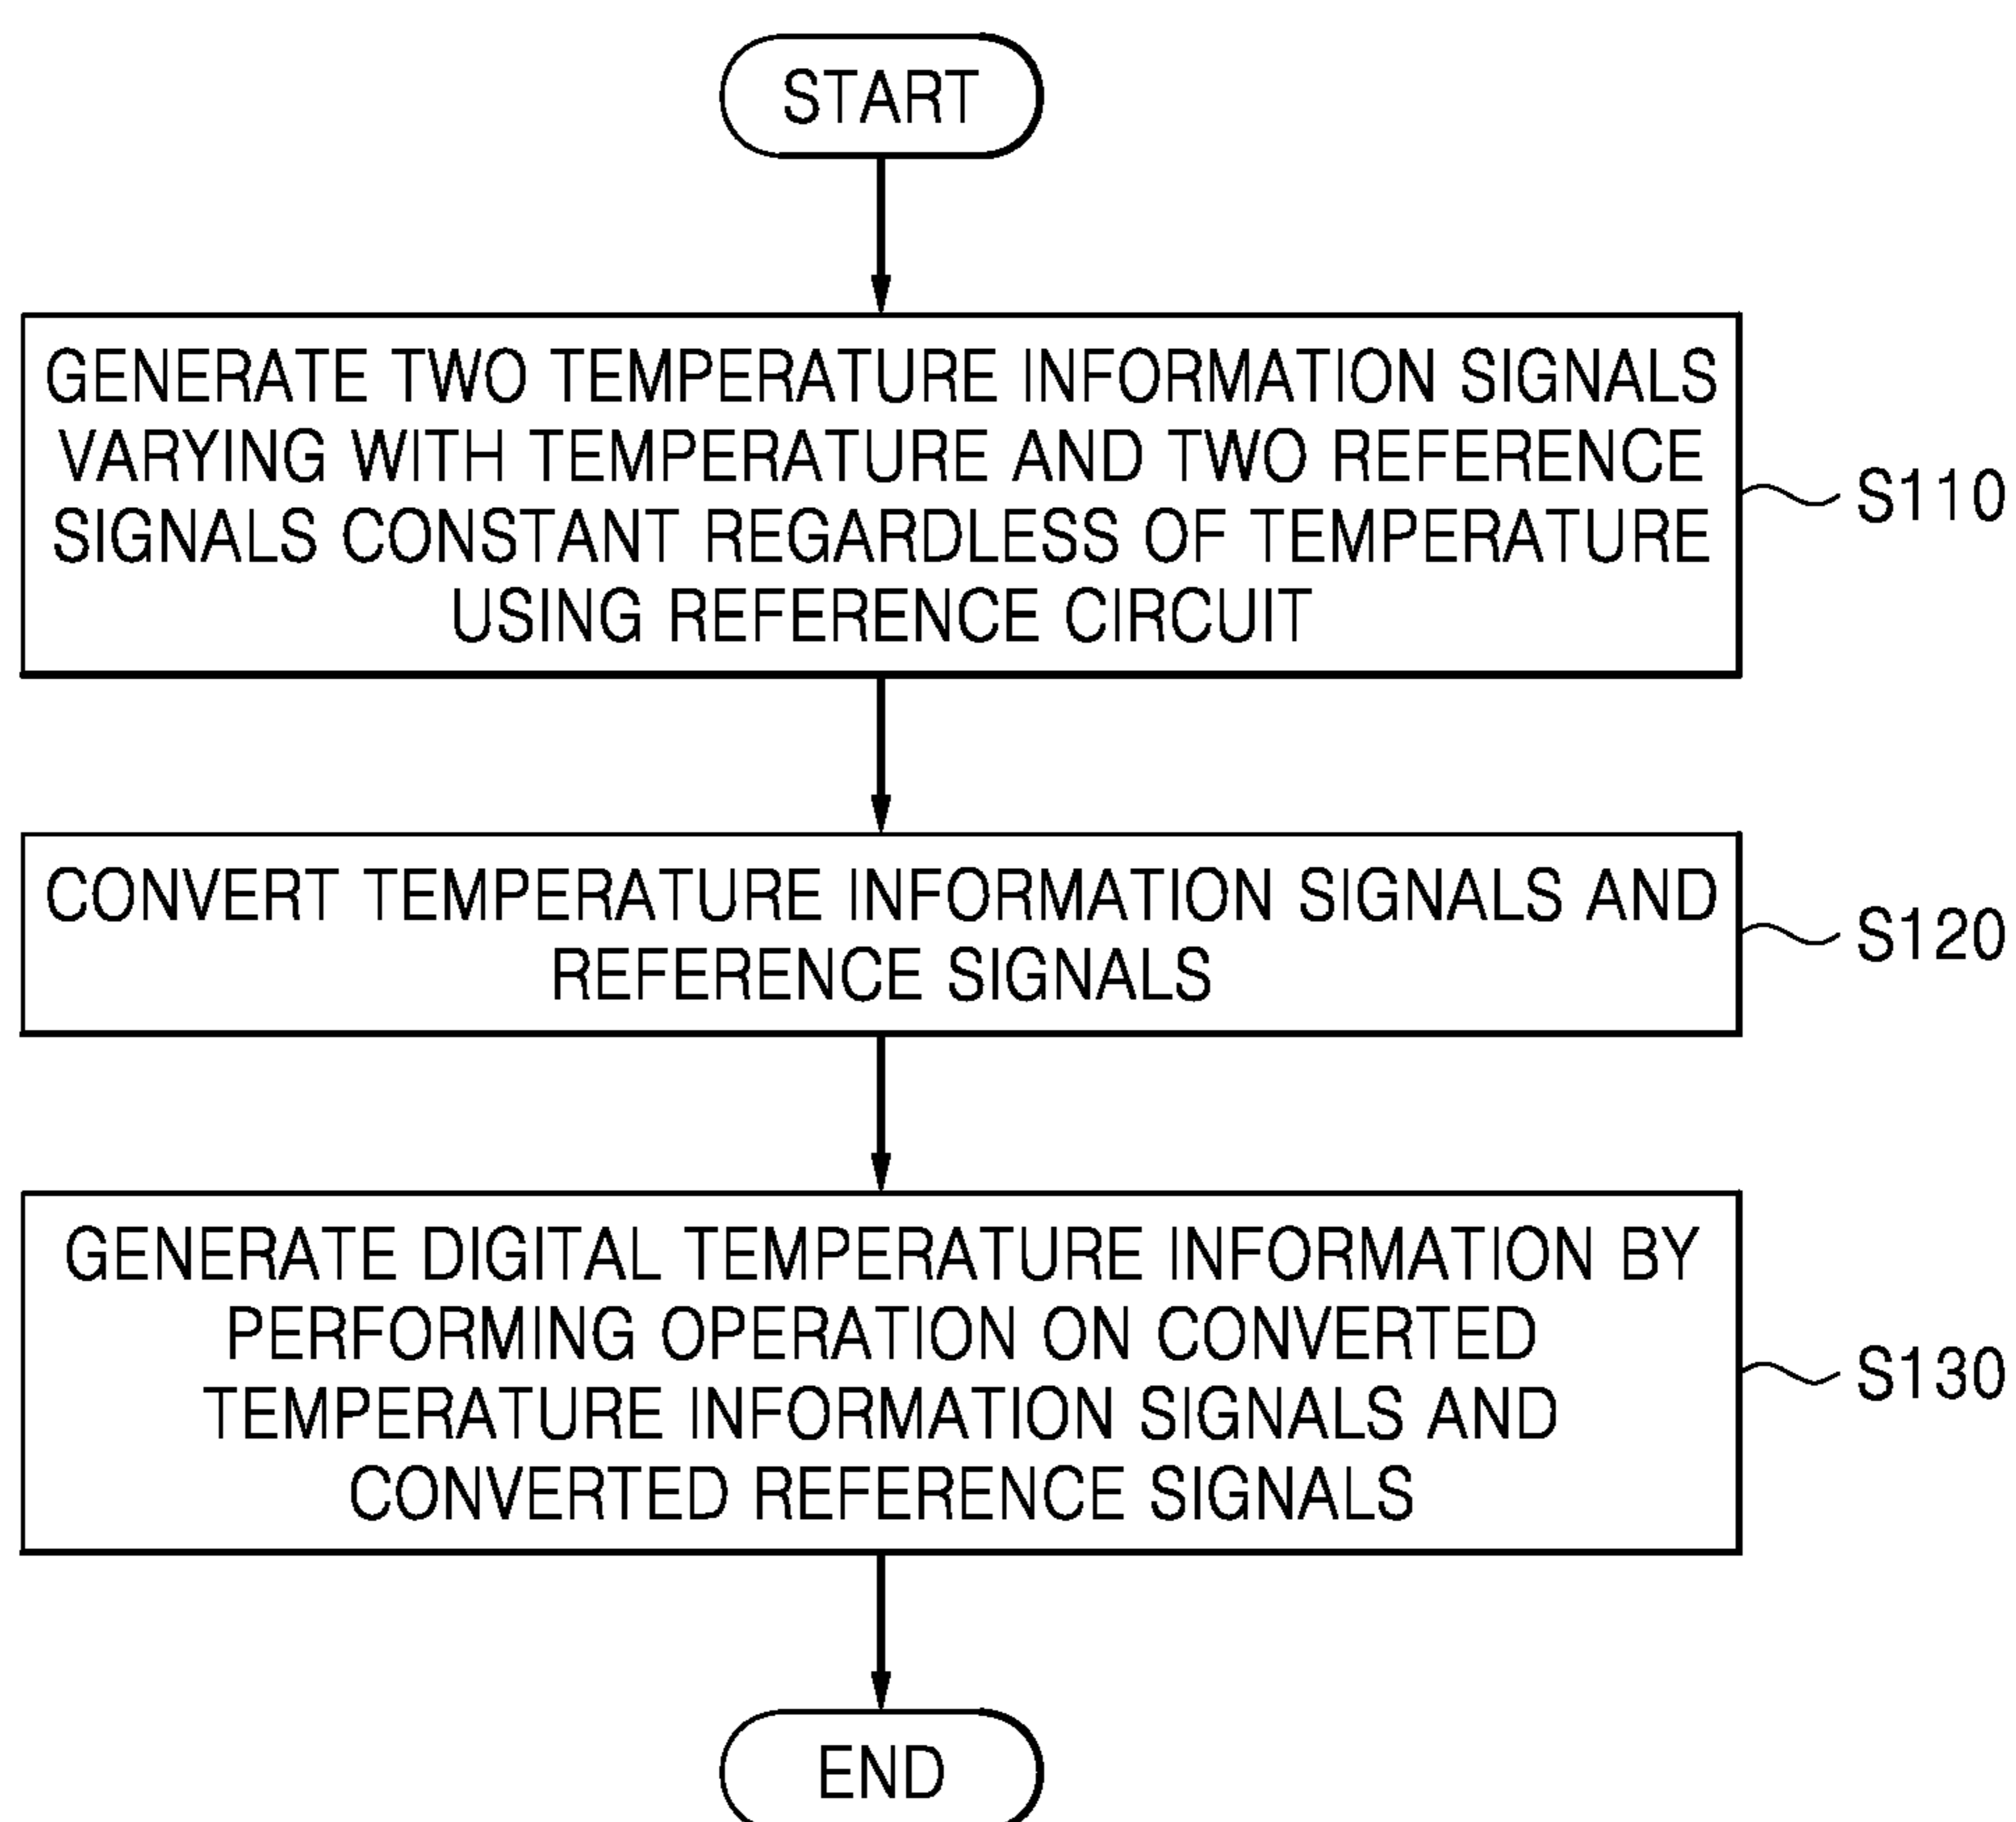 START
GENERATE TWO TEMPERATURE INFORMATION SIGNALS
VARYING WITH TEMPERATURE AND TWO REFERENCE
SIGNALS CONSTANT REGARDLESS OF TEMPERATURE
USING REFERENCE CIRCUIT
S110
CONVERT TEMPERATURE INFORMATION SIGNALS AND
REFERENCE SIGNALS
S120
GENERATE DIGITAL TEMPERATURE INFORMATION BY
PERFORMING OPERATION ON CONVERTED
TEMPERATURE INFORMATION SIGNALS AND
CONVERTED REFERENCE SIGNALS
S130
END